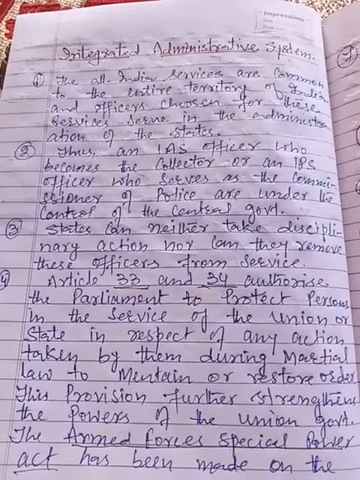 impressions
Integrated Administrative System.
① The all India services are common
to the entire territory of India
and officers choosen for these
services serve in the administr
ation of the states.
② Thus, an IAS officer who
becomes the Collector or an IPS
officer who serves as the commi-
ssioner of Police are under the
control of the central govt.
③ States can neither take discipli-
nary action nor can they remove
these officers from service.
Article 33 and 34 authorise
the Parliament to Protect Persons
in the service of the union or
state in respect of any action
taken by them during Martial
law to Mentain or restore order
This Provision further strengthen
the Powers of the union govt.
The Armed forces special Power
act has been made on the